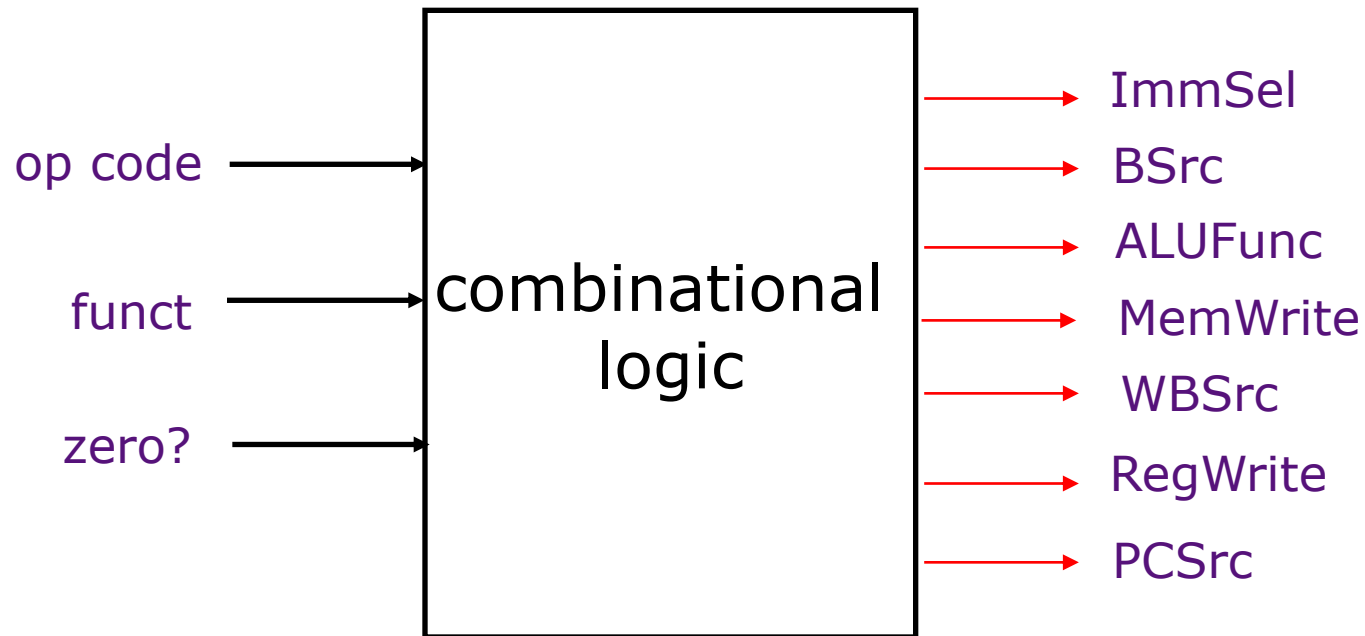 op code
funct
zero?
combinational
logic
ImmSel
BSrc
ALUFunc
MemWrite
WBSrc
RegWrite
PCSrc